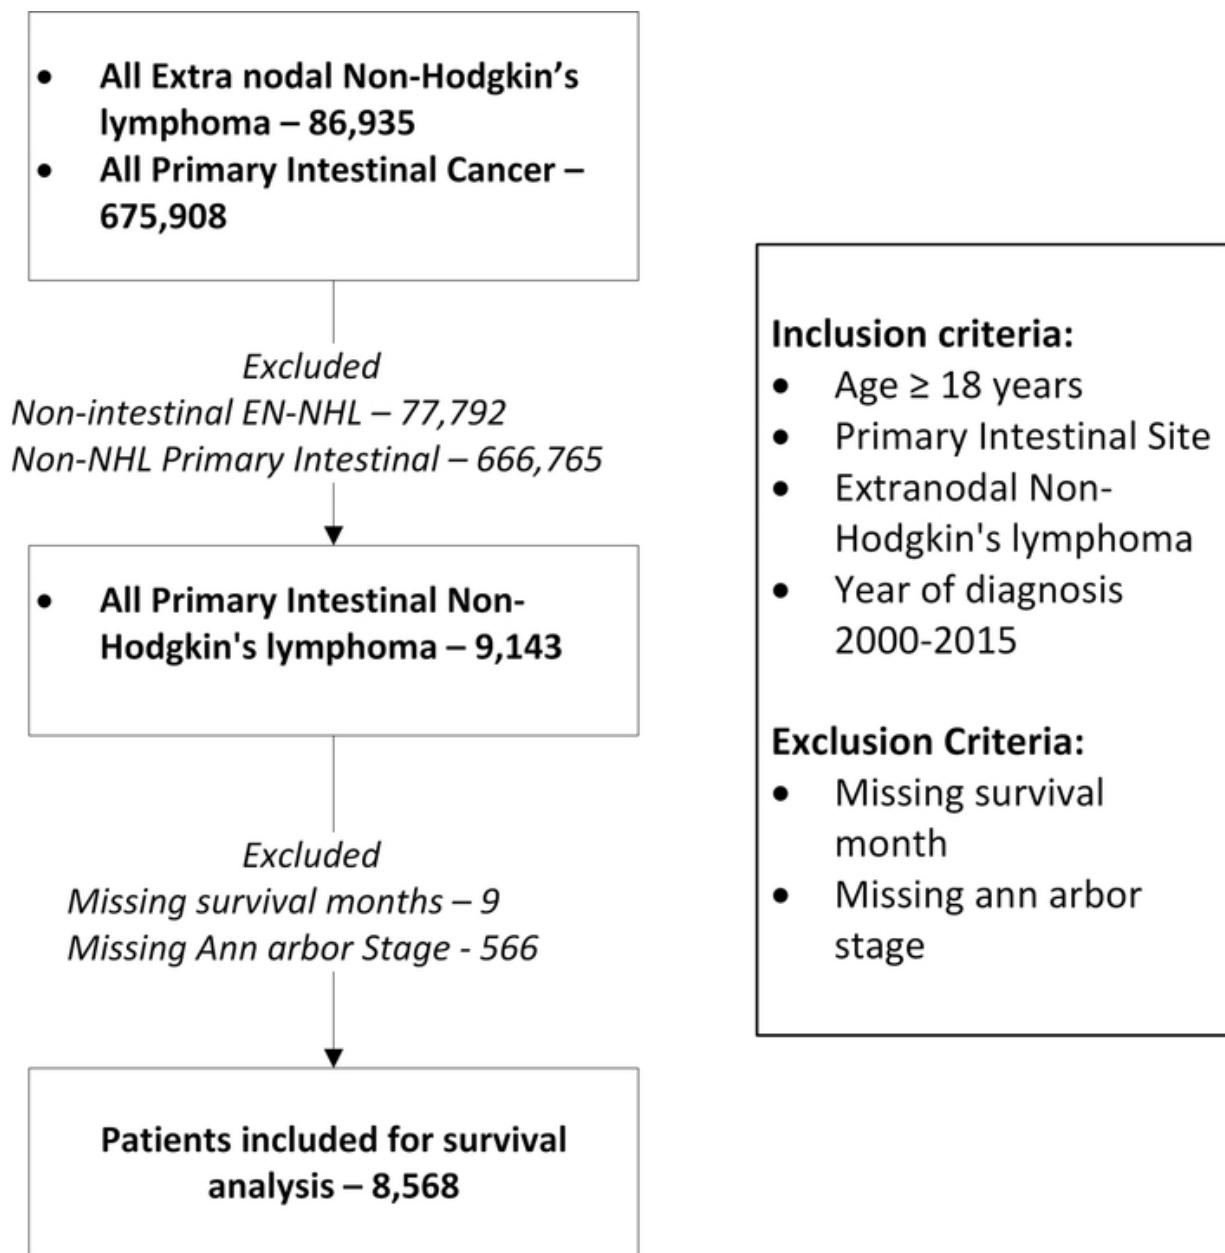 • All Extra nodal Non-Hodgkin’s
lymphoma – 86,935
• All Primary Intestinal Cancer –
675,908
Excluded
Non-intestinal EN-NHL – 77,792
Non-NHL Primary Intestinal – 666,765
• All Primary Intestinal Non-
Hodgkin's lymphoma – 9,143
Excluded
Missing survival months – 9
Missing Ann arbor Stage - 566
Patients included for survival
analysis – 8,568
Inclusion criteria:
• Age ≥ 18 years
• Primary Intestinal Site
• Extranodal Non-
Hodgkin's lymphoma
• Year of diagnosis
2000-2015
Exclusion Criteria:
• Missing survival
month
• Missing ann arbor
stage